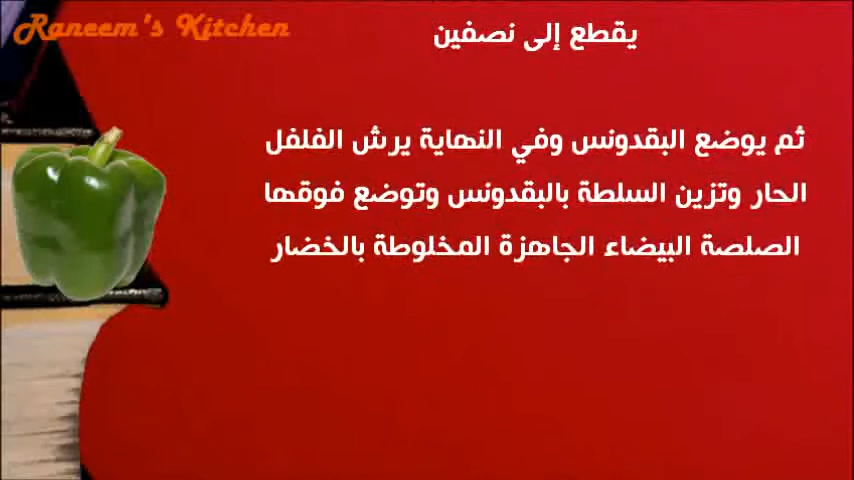 Raneem's Kitchen
يقطع إلى نصفين
ثم يوضع البقدونس وفي النهاية يرش الفلفل
الحار وتزين السلطة بالبقدونس وتوضع فوقها
الصلصة البيضاء الجاهزة المخلوطة بالخضار